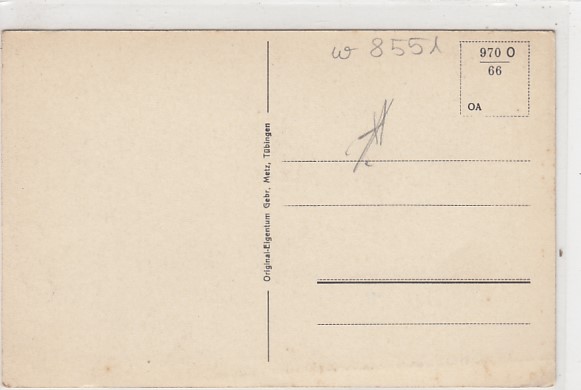 w 8551
970 O
66
OA
Original-Eigentum Gebr. Metz, Tübingen